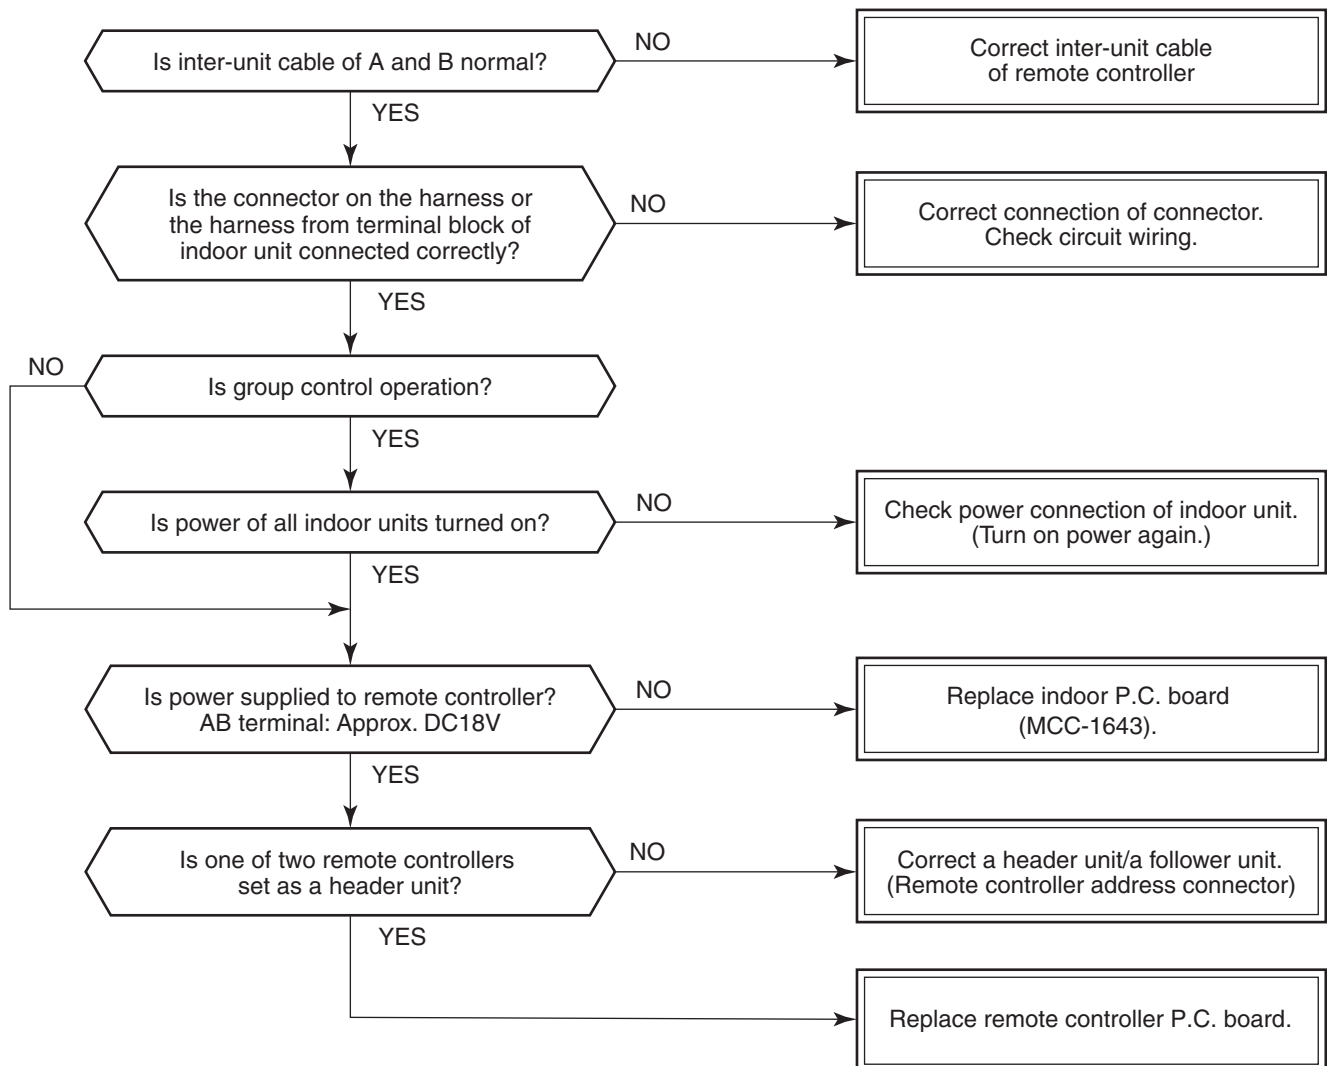 Is inter-unit cable of A and B normal?
NO
Correct inter-unit cable
of remote controller
YES
Is the connector on the harness or
the harness from terminal block of
indoor unit connected correctly?
NO
Correct connection of connector.
Check circuit wiring.
YES
NO
Is group control operation?
YES
Is power of all indoor units turned on?
NO
Check power connection of indoor unit.
(Turn on power again.)
YES
Is power supplied to remote controller?
AB terminal: Approx. DC18V
NO
Replace indoor P.C. board
(MCC-1643).
YES
Is one of two remote controllers
set as a header unit?
NO
Correct a header unit/a follower unit.
(Remote controller address connector)
YES
Replace remote controller P.C. board.